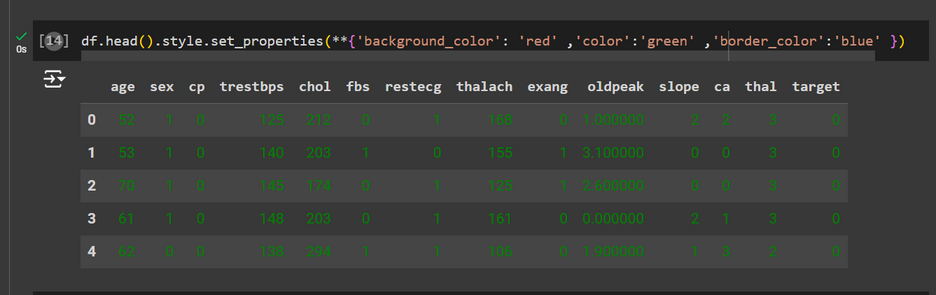 [14] df.head().style.set_properties(**{'background_color': 'red' ,'color':'green' ,'border_color':'blue' })
0s
age sex cp trestbps chol fbs restecg thalach exang oldpeak slope ca thal target
0 52 1 0 125 212 0 1 168 0 1.000000 2 2 3 0
1 53 1 0 140 203 1 0 155 1 3.100000 0 0 3 0
2 70 1 0 145 174 0 1 125 1 2.600000 0 0 3 0
3 61 1 0 148 203 0 1 161 0 0.000000 2 1 3 0
4 62 0 0 138 294 1 1 106 0 1.900000 1 3 2 0